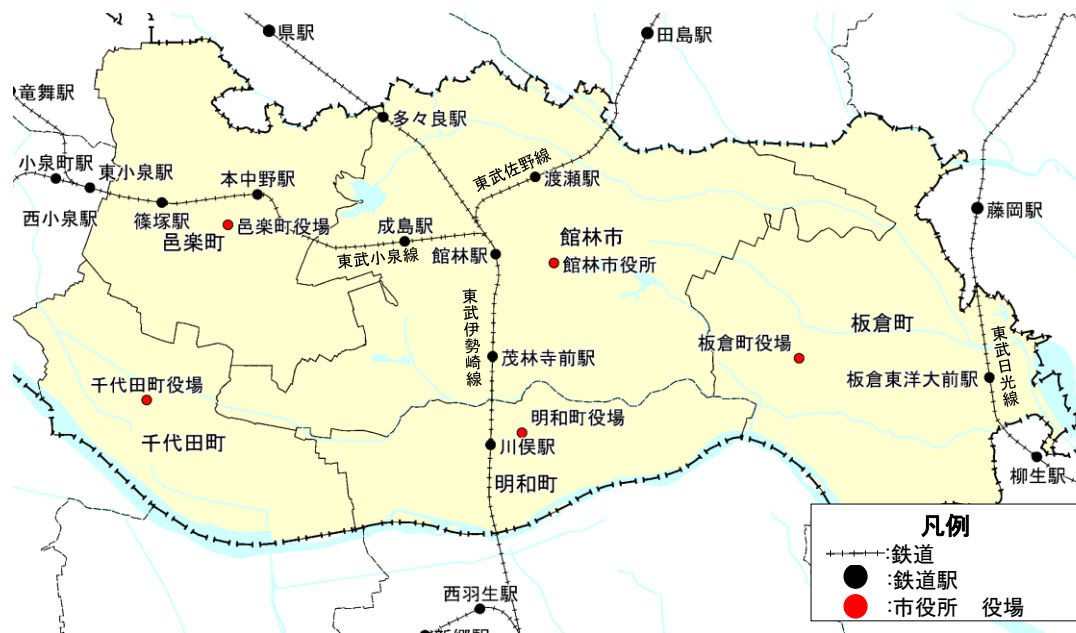 県駅
田島駅
竜舞駅
多々良駅
小泉町駅
東小泉駅
本中野駅
東武佐野線
渡瀬駅
西小泉駅
篠塚駅
邑楽町役場
邑楽町
成島駅
東武小泉線
館林駅
館林市
館林市役所
藤岡駅
東武伊勢崎線
板倉町
板倉町役場
東武日光線
茂林寺前駅
板倉東洋大前駅
千代田町役場
千代田町
明和町役場
川俣駅
明和町
柳生駅
西羽生駅
新郷駅
凡例
:鉄道
:鉄道駅
:市役所　役場